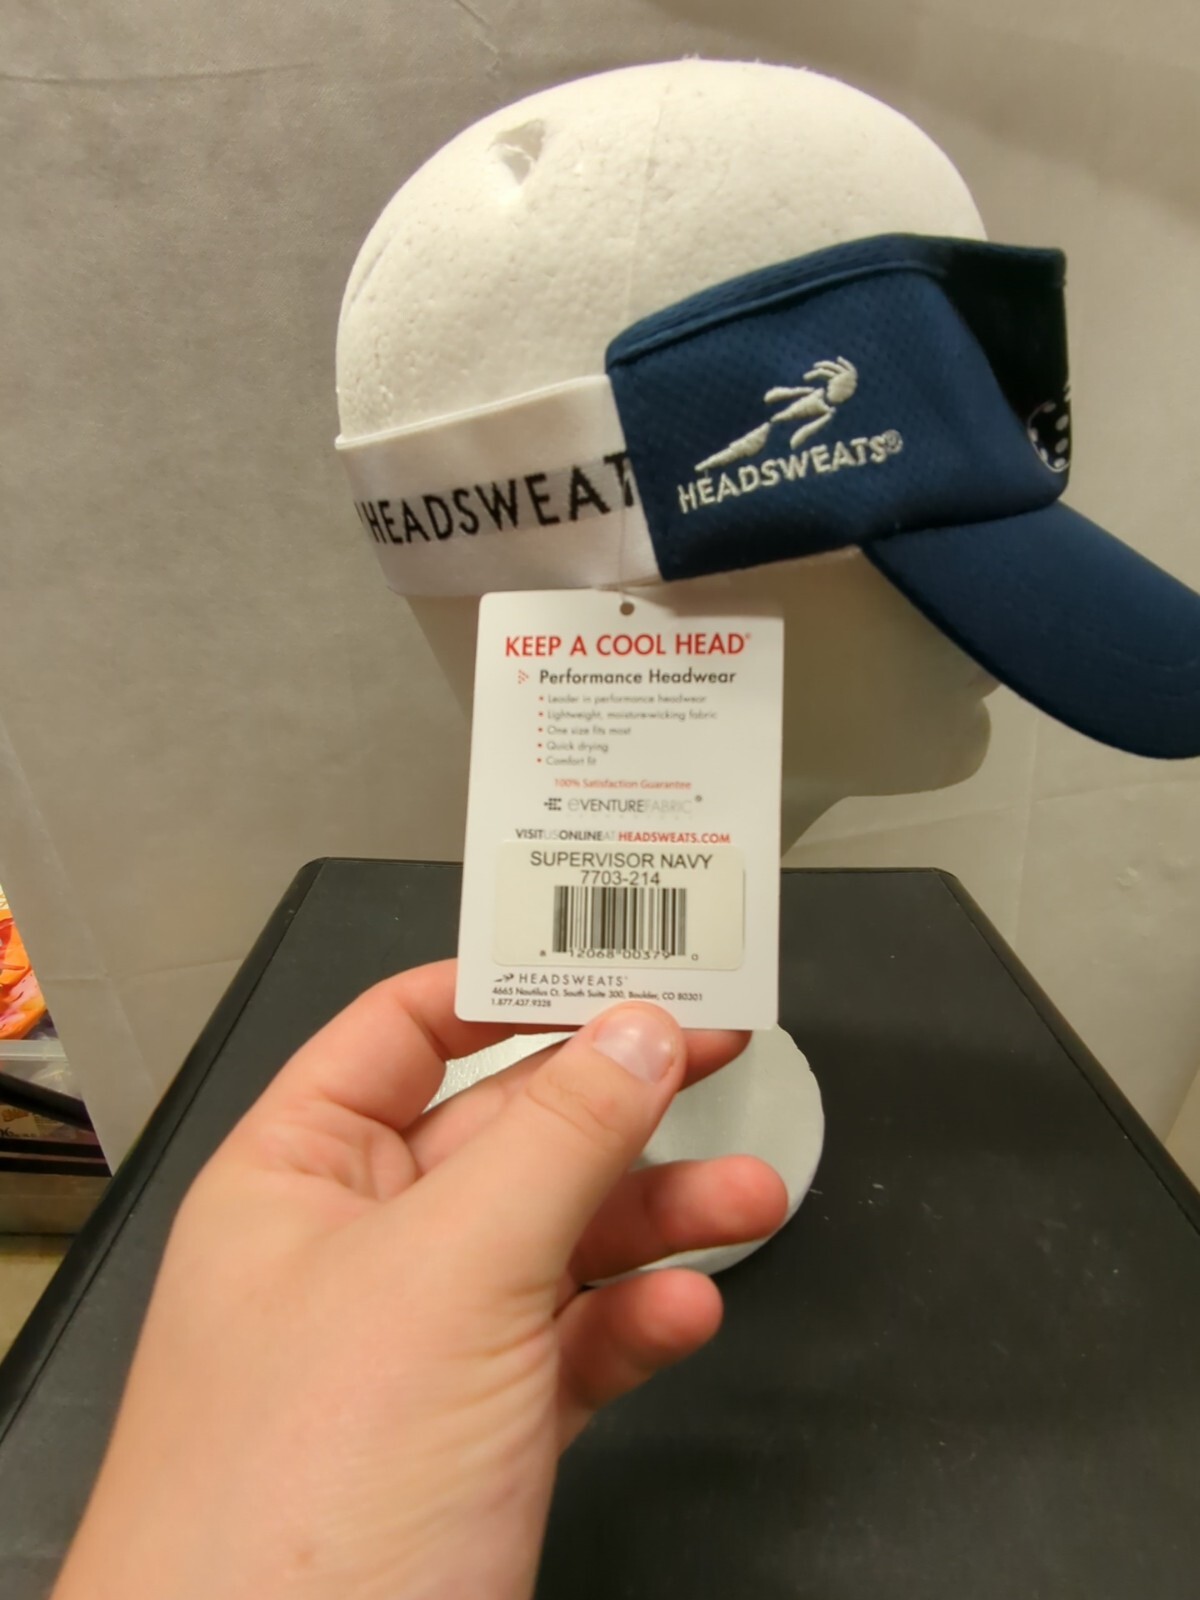 HEADSWEATS®
HEADSWEAT
KEEP A COOL HEAD®
Performance Headwear
• Leader in performance headwear
• Lightweight, moisture-wicking fabric
• One size fits most
• Quick drying
• Comfort fit
100% Satisfaction Guarantee
eVENTUREFABRIC®
VISITUSONLINEATHEADSWEATS.COM
SUPERVISOR NAVY
7703-214
8 12068 00379 0
HEADSWEATS®
4665 Nautilus Ct. South Suite 300, Boulder, CO 80301
1.877.437.9328